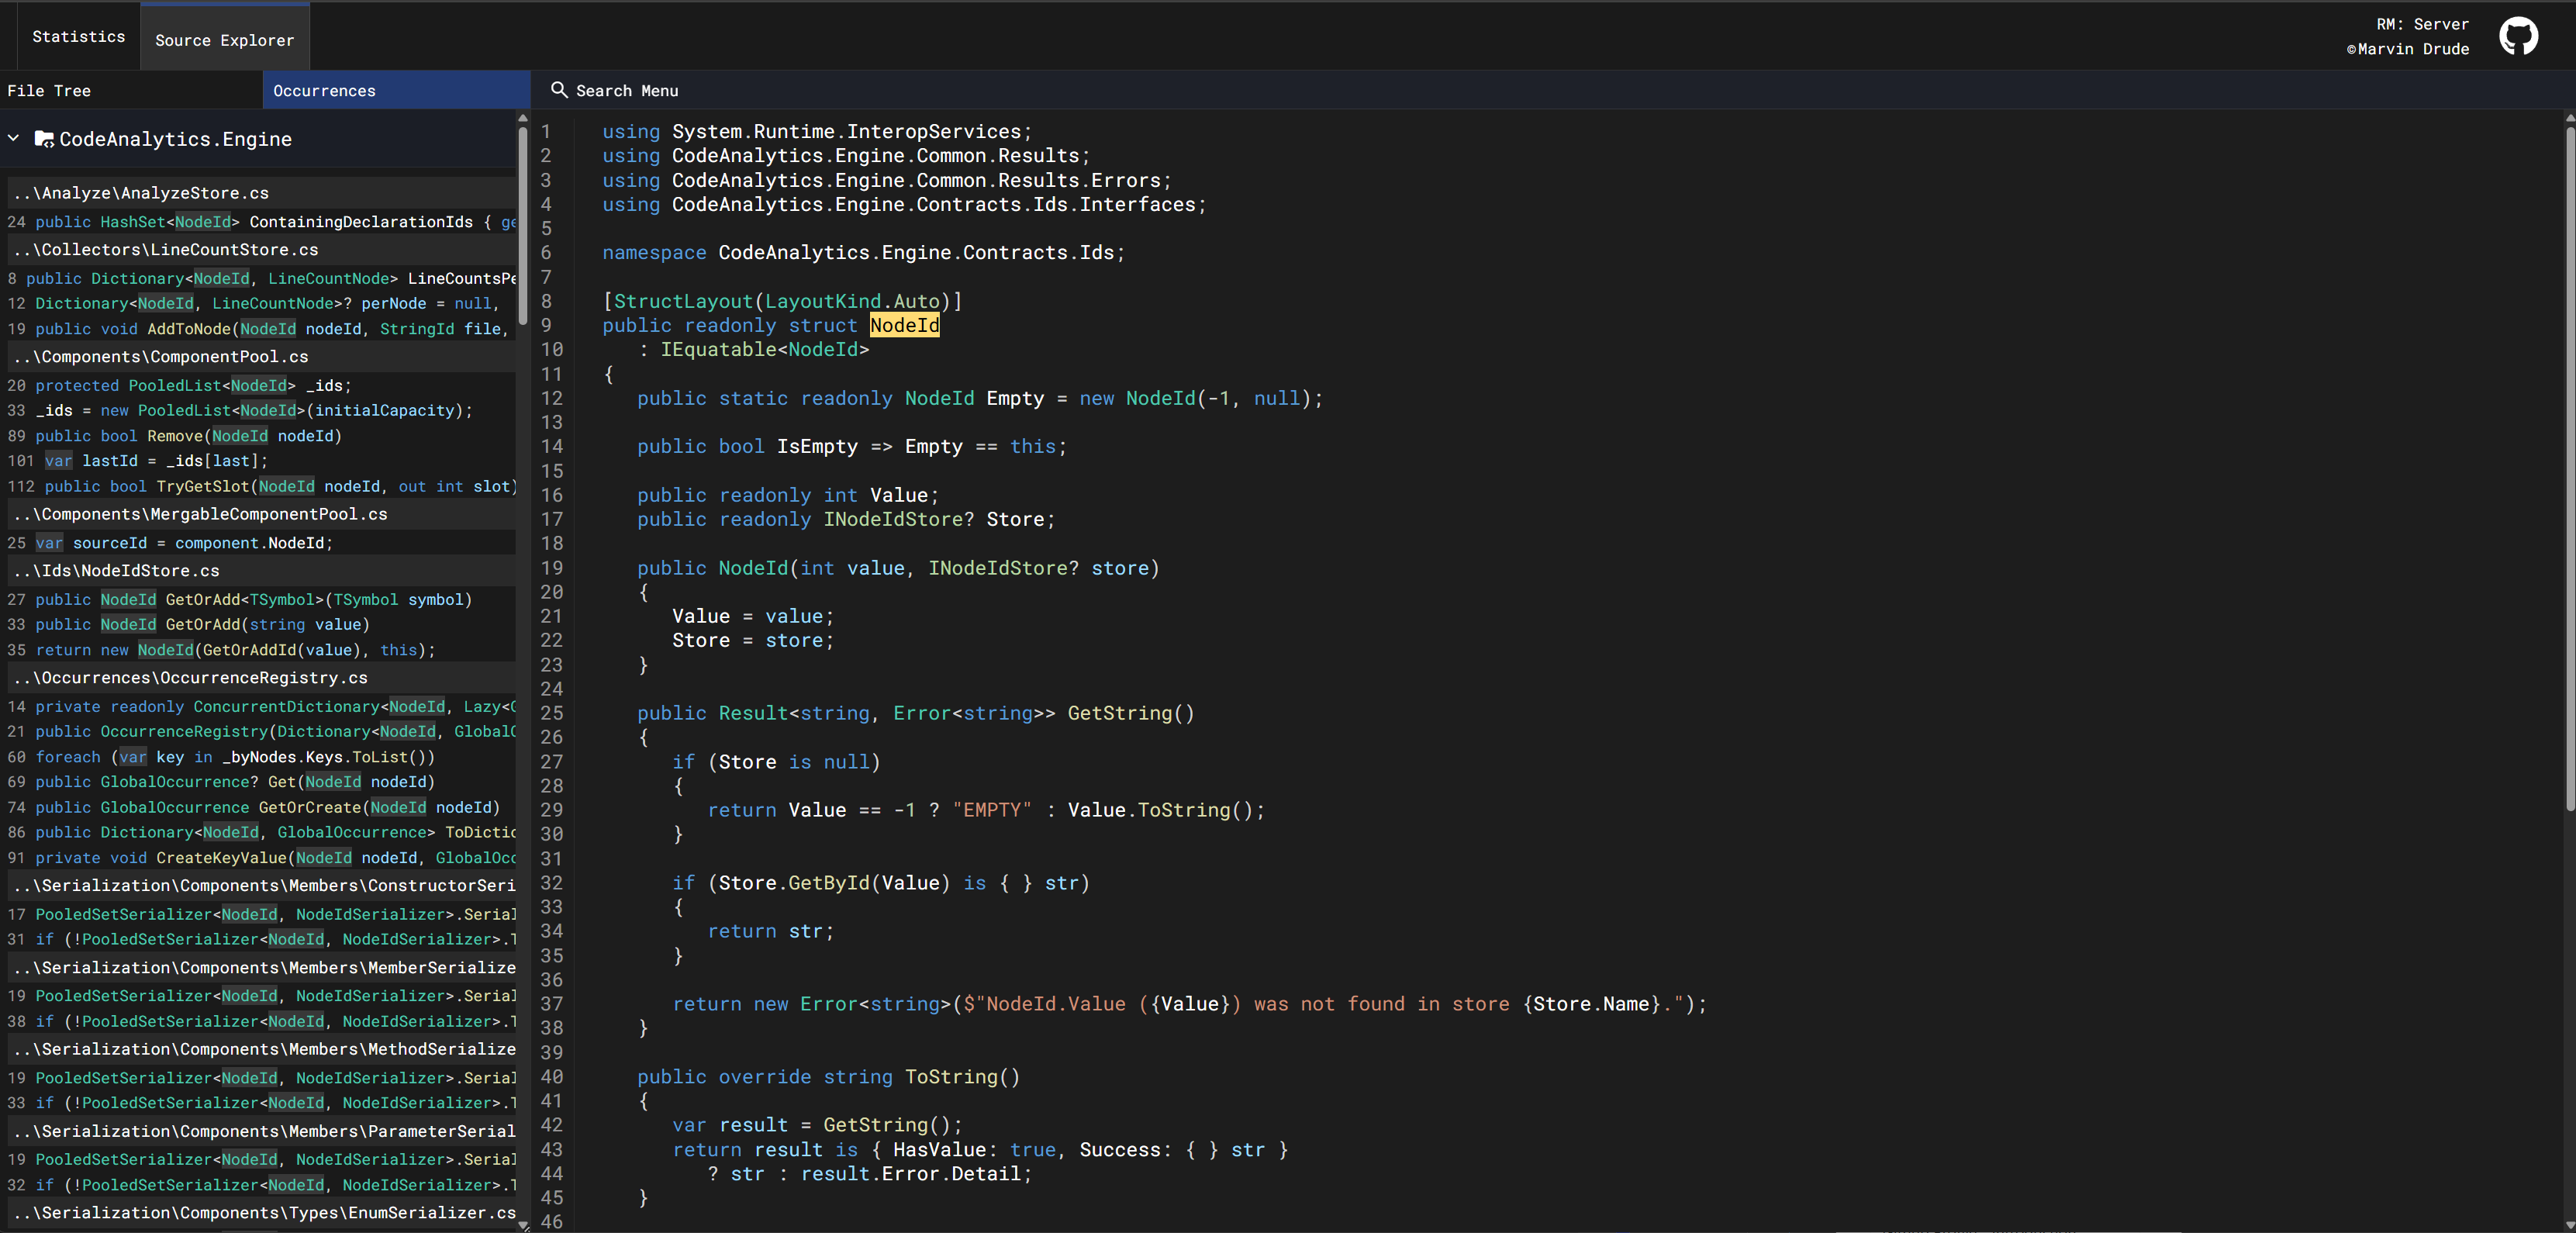 Statistics
Source Explorer
RM: Server
©Marvin Drude
File Tree
Occurrences
Search Menu
CodeAnalytics.Engine
..\Analyze\AnalyzeStore.cs
24 public HashSet<NodeId> ContainingDeclarationIds { ge
..\Collectors\LineCountStore.cs
8 public Dictionary<NodeId, LineCountNode> LineCountsPe
12 Dictionary<NodeId, LineCountNode>? perNode = null,
19 public void AddToNode(NodeId nodeId, StringId file,
..\Components\ComponentPool.cs
20 protected PooledList<NodeId> _ids;
33 _ids = new PooledList<NodeId>(initialCapacity);
89 public bool Remove(NodeId nodeId)
101 var lastId = _ids[last];
112 public bool TryGetSlot(NodeId nodeId, out int slot)
..\Components\MergableComponentPool.cs
25 var sourceId = component.NodeId;
..\Ids\NodeIdStore.cs
27 public NodeId GetOrAdd<TSymbol>(TSymbol symbol)
33 public NodeId GetOrAdd(string value)
35 return new NodeId(GetOrAddId(value), this);
..\Occurrences\OccurrenceRegistry.cs
14 private readonly ConcurrentDictionary<NodeId, Lazy<G
21 public OccurrenceRegistry(Dictionary<NodeId, GlobalO
60 foreach (var key in _byNodes.Keys.ToList())
69 public GlobalOccurrence? Get(NodeId nodeId)
74 public GlobalOccurrence GetOrCreate(NodeId nodeId)
86 public Dictionary<NodeId, GlobalOccurrence> ToDictio
91 private void CreateKeyValue(NodeId nodeId, GlobalOcc
..\Serialization\Components\Members\ConstructorSeri
17 PooledSetSerializer<NodeId, NodeIdSerializer>.Serial
31 if (!PooledSetSerializer<NodeId, NodeIdSerializer>.T
..\Serialization\Components\Members\MemberSerialize
19 PooledSetSerializer<NodeId, NodeIdSerializer>.Serial
38 if (!PooledSetSerializer<NodeId, NodeIdSerializer>.T
..\Serialization\Components\Members\MethodSerialize
19 PooledSetSerializer<NodeId, NodeIdSerializer>.Serial
33 if (!PooledSetSerializer<NodeId, NodeIdSerializer>.T
..\Serialization\Components\Members\ParameterSerial
19 PooledSetSerializer<NodeId, NodeIdSerializer>.Serial
32 if (!PooledSetSerializer<NodeId, NodeIdSerializer>.T
..\Serialization\Components\Types\EnumSerializer.cs
1 using System.Runtime.InteropServices;
2 using CodeAnalytics.Engine.Common.Results;
3 using CodeAnalytics.Engine.Common.Results.Errors;
4 using CodeAnalytics.Engine.Contracts.Ids.Interfaces;
5
6 namespace CodeAnalytics.Engine.Contracts.Ids;
7
8 [StructLayout(LayoutKind.Auto)]
9 public readonly struct NodeId
10    : IEquatable<NodeId>
11 {
12    public static readonly NodeId Empty = new NodeId(-1, null);
13
14    public bool IsEmpty => Empty == this;
15
16    public readonly int Value;
17    public readonly INodeIdStore? Store;
18
19    public NodeId(int value, INodeIdStore? store)
20    {
21       Value = value;
22       Store = store;
23    }
24
25    public Result<string, Error<string>> GetString()
26    {
27       if (Store is null)
28       {
29          return Value == -1 ? "EMPTY" : Value.ToString();
30       }
31
32       if (Store.GetById(Value) is { } str)
33       {
34          return str;
35       }
36
37       return new Error<string>($"NodeId.Value ({Value}) was not found in store {Store.Name}.");
38    }
39
40    public override string ToString()
41    {
42       var result = GetString();
43       return result is { HasValue: true, Success: { } str }
44          ? str : result.Error.Detail;
45    }
46